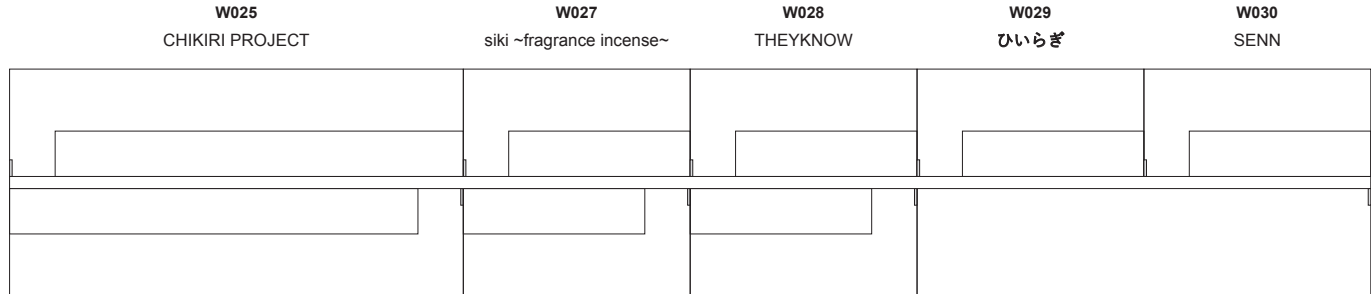 W025 W027 W028 W029 W030
CHIKIRI PROJECT siki ~fragrance incense~ THEYKNOW ひいらぎ SENN